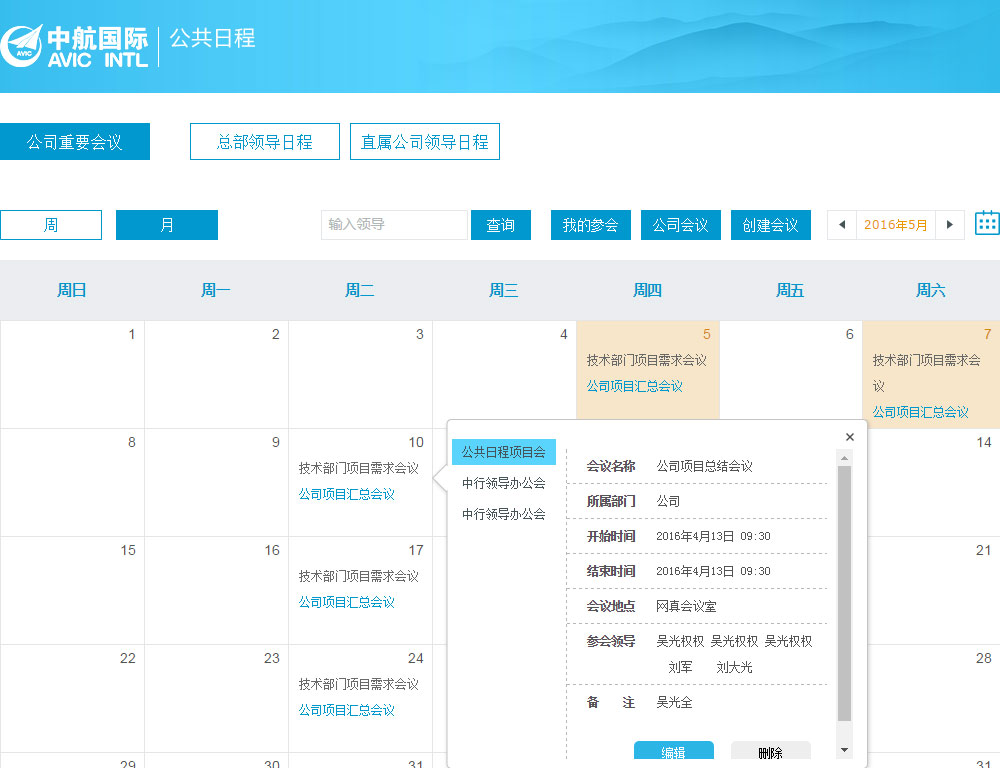 中航国际 公共日程
AVIC
AVIC INTL
公司重要会议 总部领导日程 直属公司领导日程
周 月 输入领导 查询 我的参会 公司会议 创建会议 2016年5月
周日 周一 周二 周三 周四 周五 周六
1 2 3 4 5 6 7
技术部门项目需求会议 技术部门项目需求会
公司项目汇总会议 议
公司项目汇总会议
8 9 10 14
技术部门项目需求会议
公司项目汇总会议
15 16 17 21
技术部门项目需求会议
公司项目汇总会议
22 23 24 28
技术部门项目需求会议
公司项目汇总会议
29 30 31 31
公共日程项目会
中行领导办公会
中行领导办公会
会议名称 公司项目总结会议
所属部门 公司
开始时间 2016年4月13日 09:30
结束时间 2016年4月13日 09:30
会议地点 网真会议室
参会领导 吴光权权 吴光权权 吴光权权
刘军 刘大光
备 注 吴光全
编辑 删除